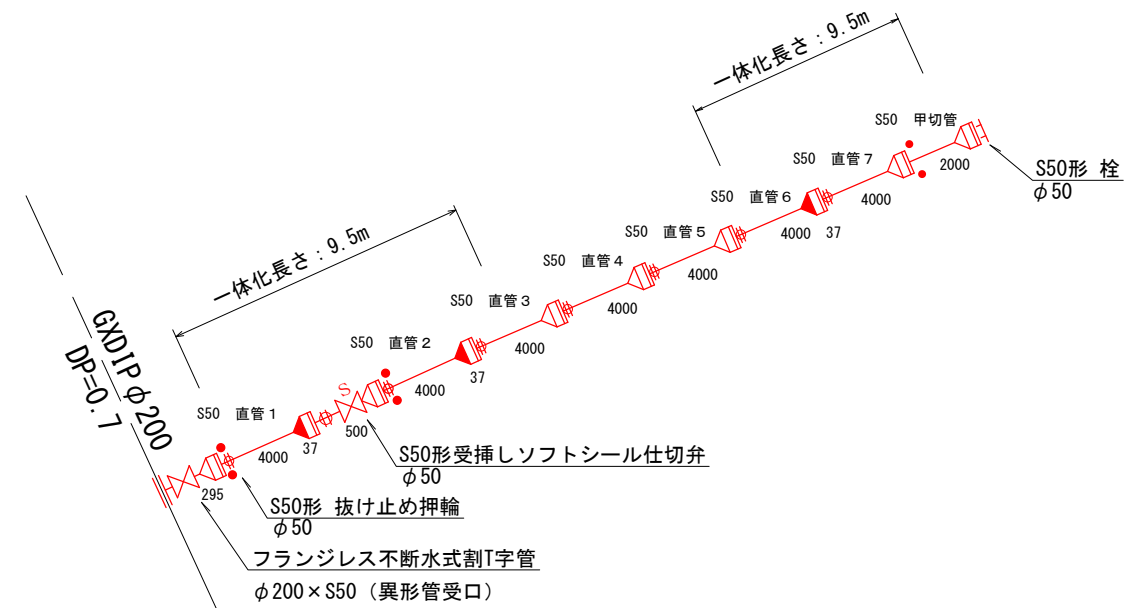 一体化長さ：9.5m
S50 甲切管
S50 直管７
2000
S50形 栓
φ50
4000
S50 直管６
4000 37
S50 直管５
4000
S50 直管４
4000
一体化長さ：9.5m
S50 直管３
4000
S50 直管２
37
4000
S
500
S50形受挿しソフトシール仕切弁
φ50
S50 直管１
37
4000
GXDIPφ200
DP=0.7
295
S50形 抜け止め押輪
φ50
フランジレス不断水式割T字管
φ200×S50（異形管受口）